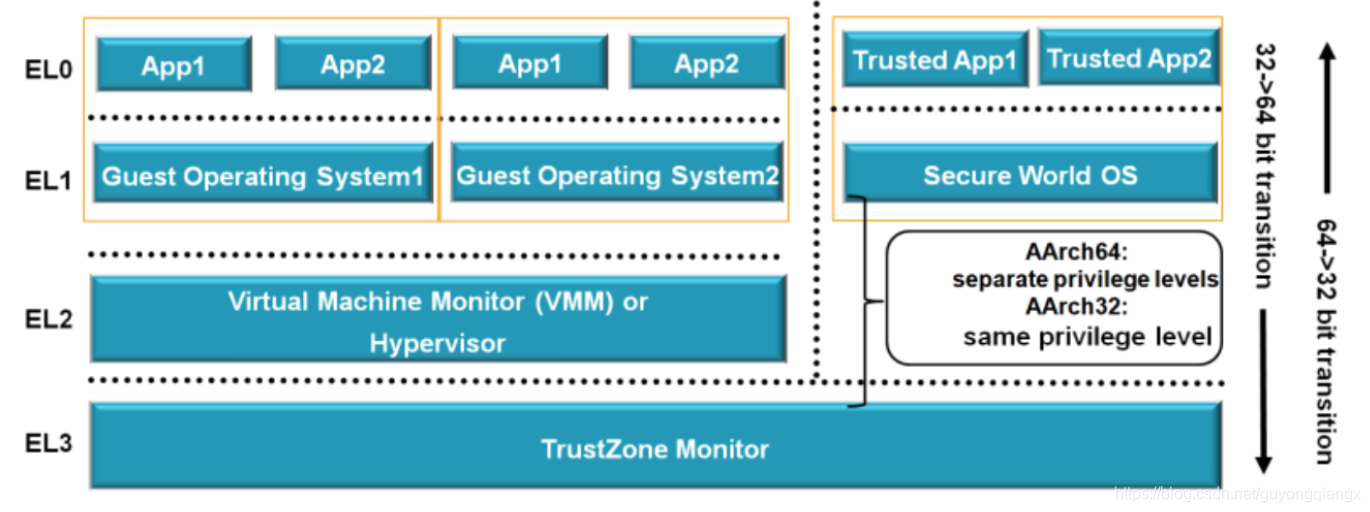 EL0
App1
App2
App1
App2
Trusted App1
Trusted App2
EL1
Guest Operating System1
Guest Operating System2
Secure World OS
AArch64:
separate privilege levels
AArch32:
same privilege level
EL2
Virtual Machine Monitor (VMM) or
Hypervisor
EL3
TrustZone Monitor
32->64 bit transition
64->32 bit transition
https://blog.csdn.net/guyongqiangx